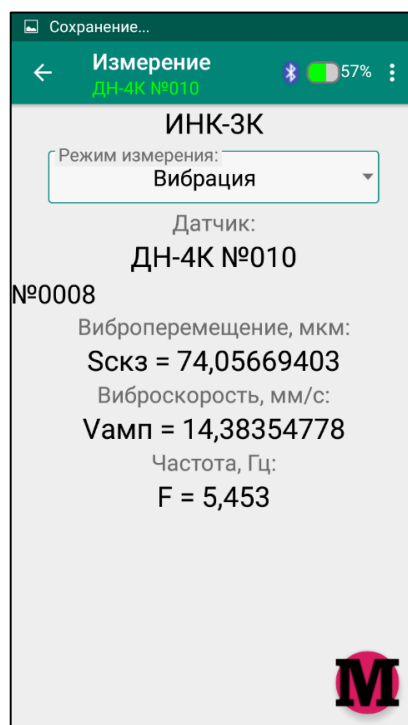 Сохранение...
Измерение
ДН-4К №010
57%
ИНК-3К
Режим измерения:
Вибрация
Датчик:
ДН-4К №010
№0008
Виброперемещение, мкм:
Sскз = 74,05669403
Виброскорость, мм/с:
Vамп = 14,38354778
Частота, Гц:
F = 5,453
М